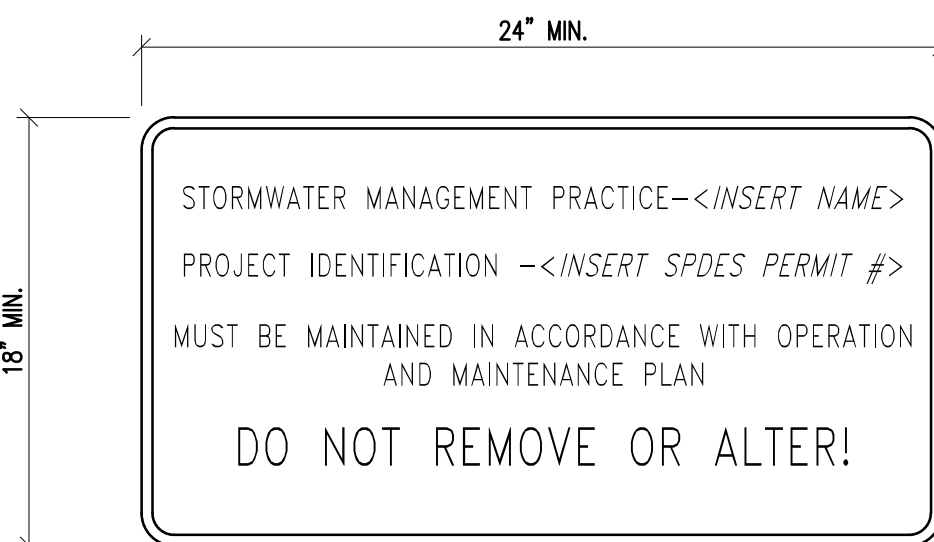 24" MIN.
18" MIN.
STORMWATER MANAGEMENT PRACTICE-<INSERT NAME>
PROJECT IDENTIFICATION -<INSERT SPDES PERMIT #>
MUST BE MAINTAINED IN ACCORDANCE WITH OPERATION
AND MAINTENANCE PLAN
DO NOT REMOVE OR ALTER!